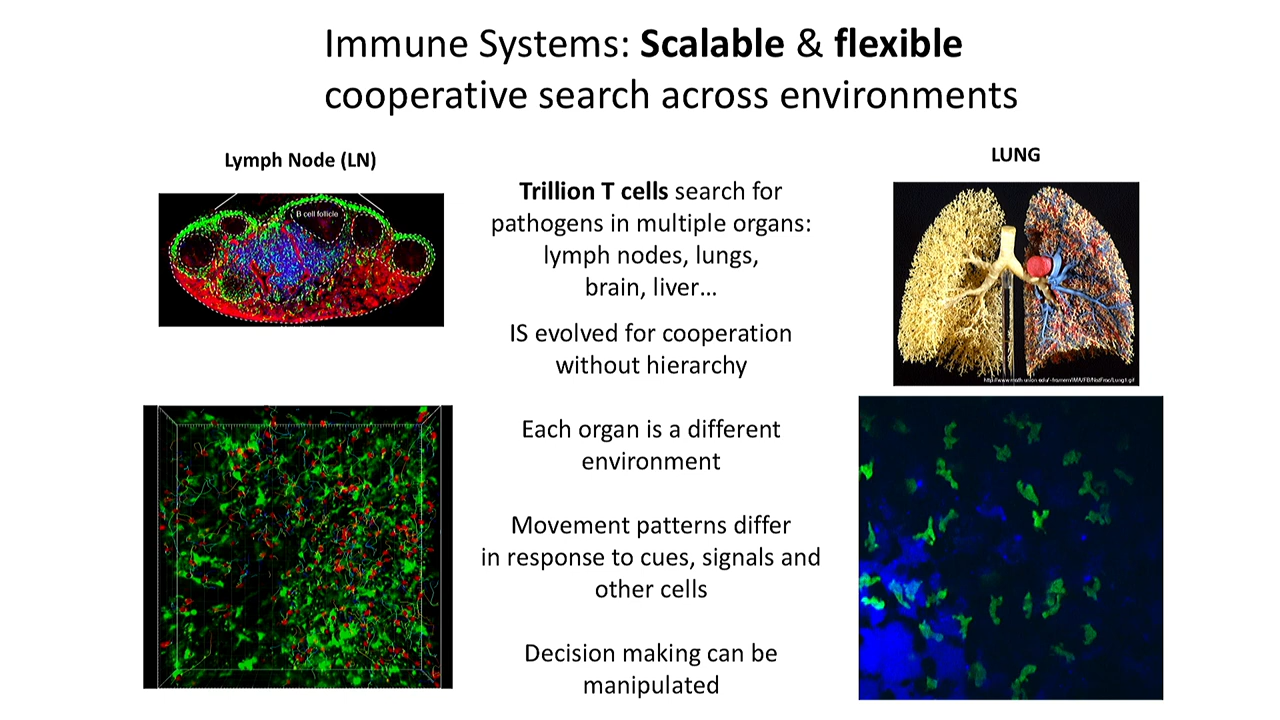 Immune Systems: Scalable & flexible
cooperative search across environments
Lymph Node (LN)
B cell follicle
Trillion T cells search for
pathogens in multiple organs:
lymph nodes, lungs,
brain, liver…
IS evolved for cooperation
without hierarchy
Each organ is a different
environment
Movement patterns differ
in response to cues, signals and
other cells
Decision making can be
manipulated
LUNG